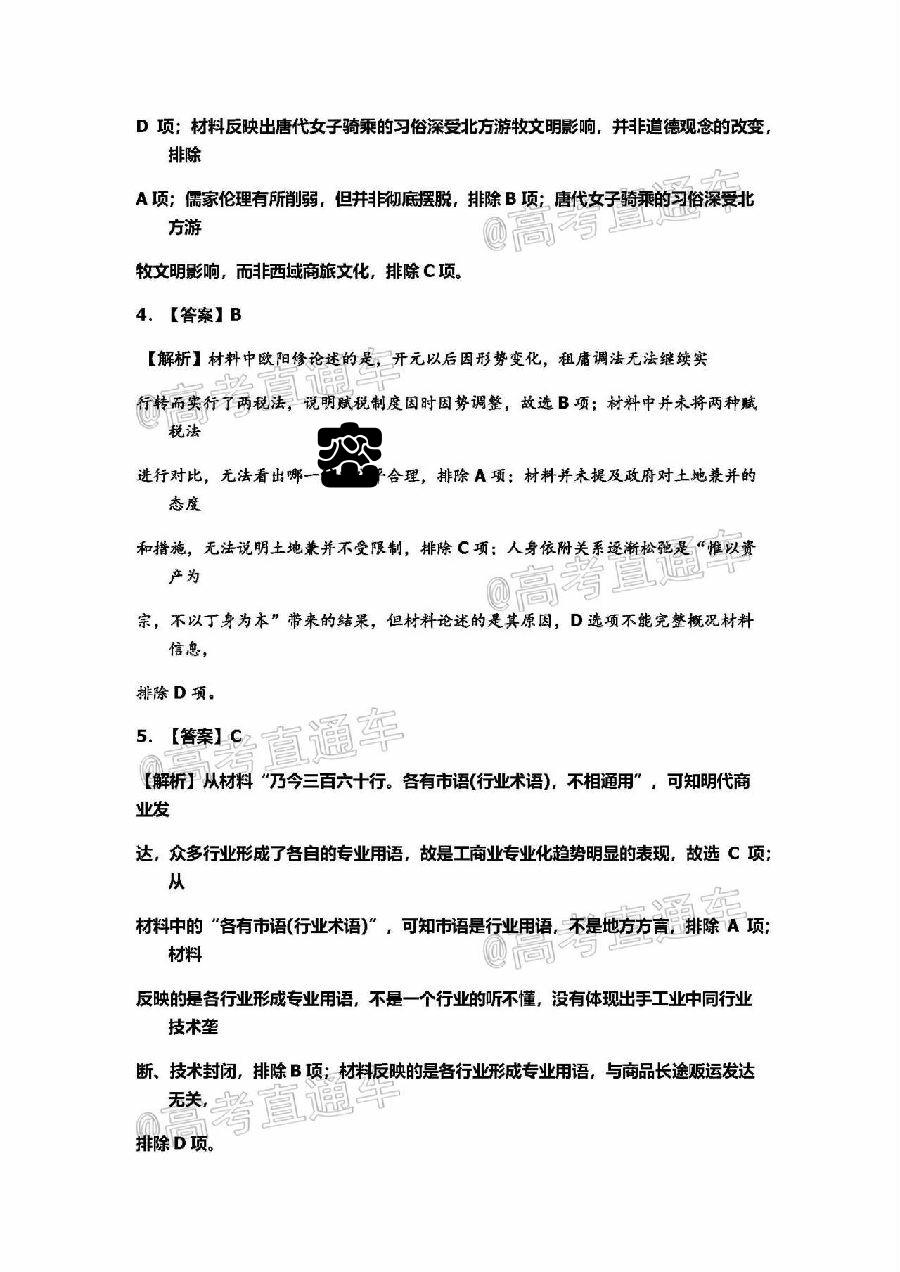 D 项；材料反映出唐代女子骑乘的习俗深受北方游牧文明影响，并非道德观念的改变，
排除
A 项；儒家伦理有所削弱，但并非彻底摆脱，排除 B 项；唐代女子骑乘的习俗深受北
方游
@高考直通车
牧文明影响，而非西域商旅文化，排除 C 项。
4．【答案】B
【解析】材料中欧阳修论述的是，开元以后因形势变化，租庸调法无法继续实
@高考直通车
行转而实行了两税法，说明赋税制度因时因势调整，故选 B 项；材料中并未将两种赋
税法
进行对比，无法看出哪一 合理，排除 A 项；材料并未提及政府对土地兼并的
态度
和措施，无法说明土地兼并不受限制，排除 C 项；人身依附关系逐渐松弛是“惟以资
产为
@高考直通车
宗，不以丁身为本”带来的结果，但材料论述的是其原因，D 选项不能完整概况材料
信息，
排除 D 项。
5．【答案】C
@高考直通车
【解析】从材料“乃今三百六十行。各有市语(行业术语)，不相通用”，可知明代商
业发
达，众多行业形成了各自的专业用语，故是工商业专业化趋势明显的表现，故选 C 项；
从
材料中的“各有市语(行业术语)”，可知市语是行业用语，不是地方方言，排除 A 项；
材料
@高考直通车
反映的是各行业形成专业用语，不是一个行业的听不懂，没有体现出手工业中同行业
技术垄
断、技术封闭，排除 B 项；材料反映的是各行业形成专业用语，与商品长途贩运发达
无关，
@高考直通车
排除 D 项。